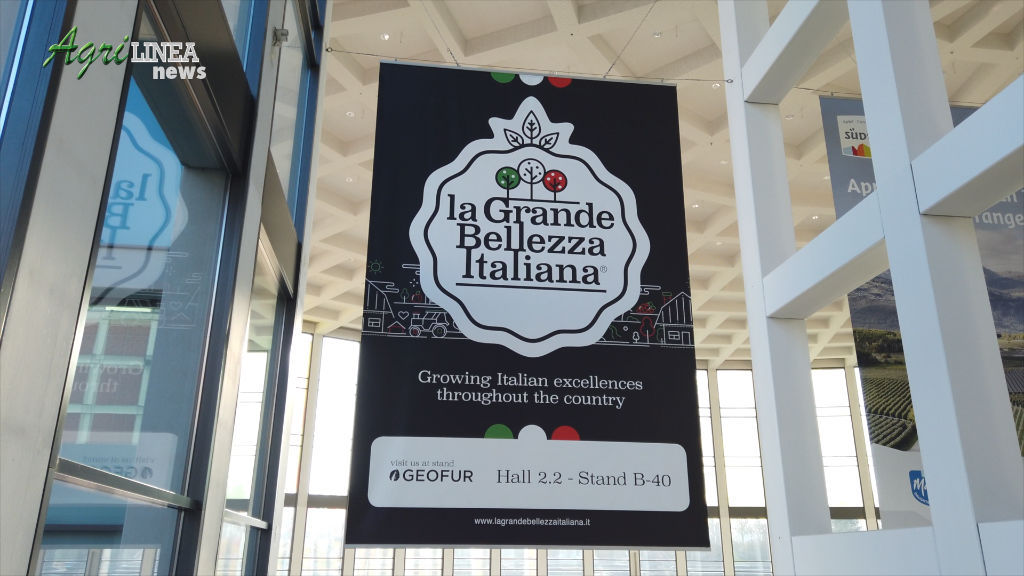 Agri LINEA
news
la Grande
Bellezza
Italiana®
Growing Italian excellences
throughout the country
visit us at stand
GEOFUR
Hall 2.2 - Stand B-40
www.lagrandebellezzaitaliana.it
SÜD